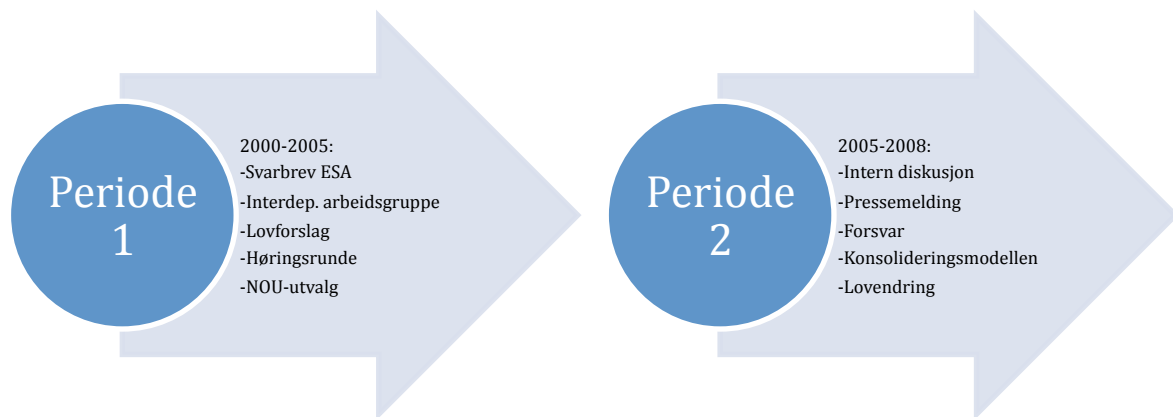 Periode
1
2000-2005:
-Svarbrev ESA
-Interdep. arbeidsgruppe
-Lovforslag
-Høringsrunde
-NOU-utvalg
Periode
2
2005-2008:
-Intern diskusjon
-Pressemelding
-Forsvar
-Konsolideringsmodellen
-Lovendring